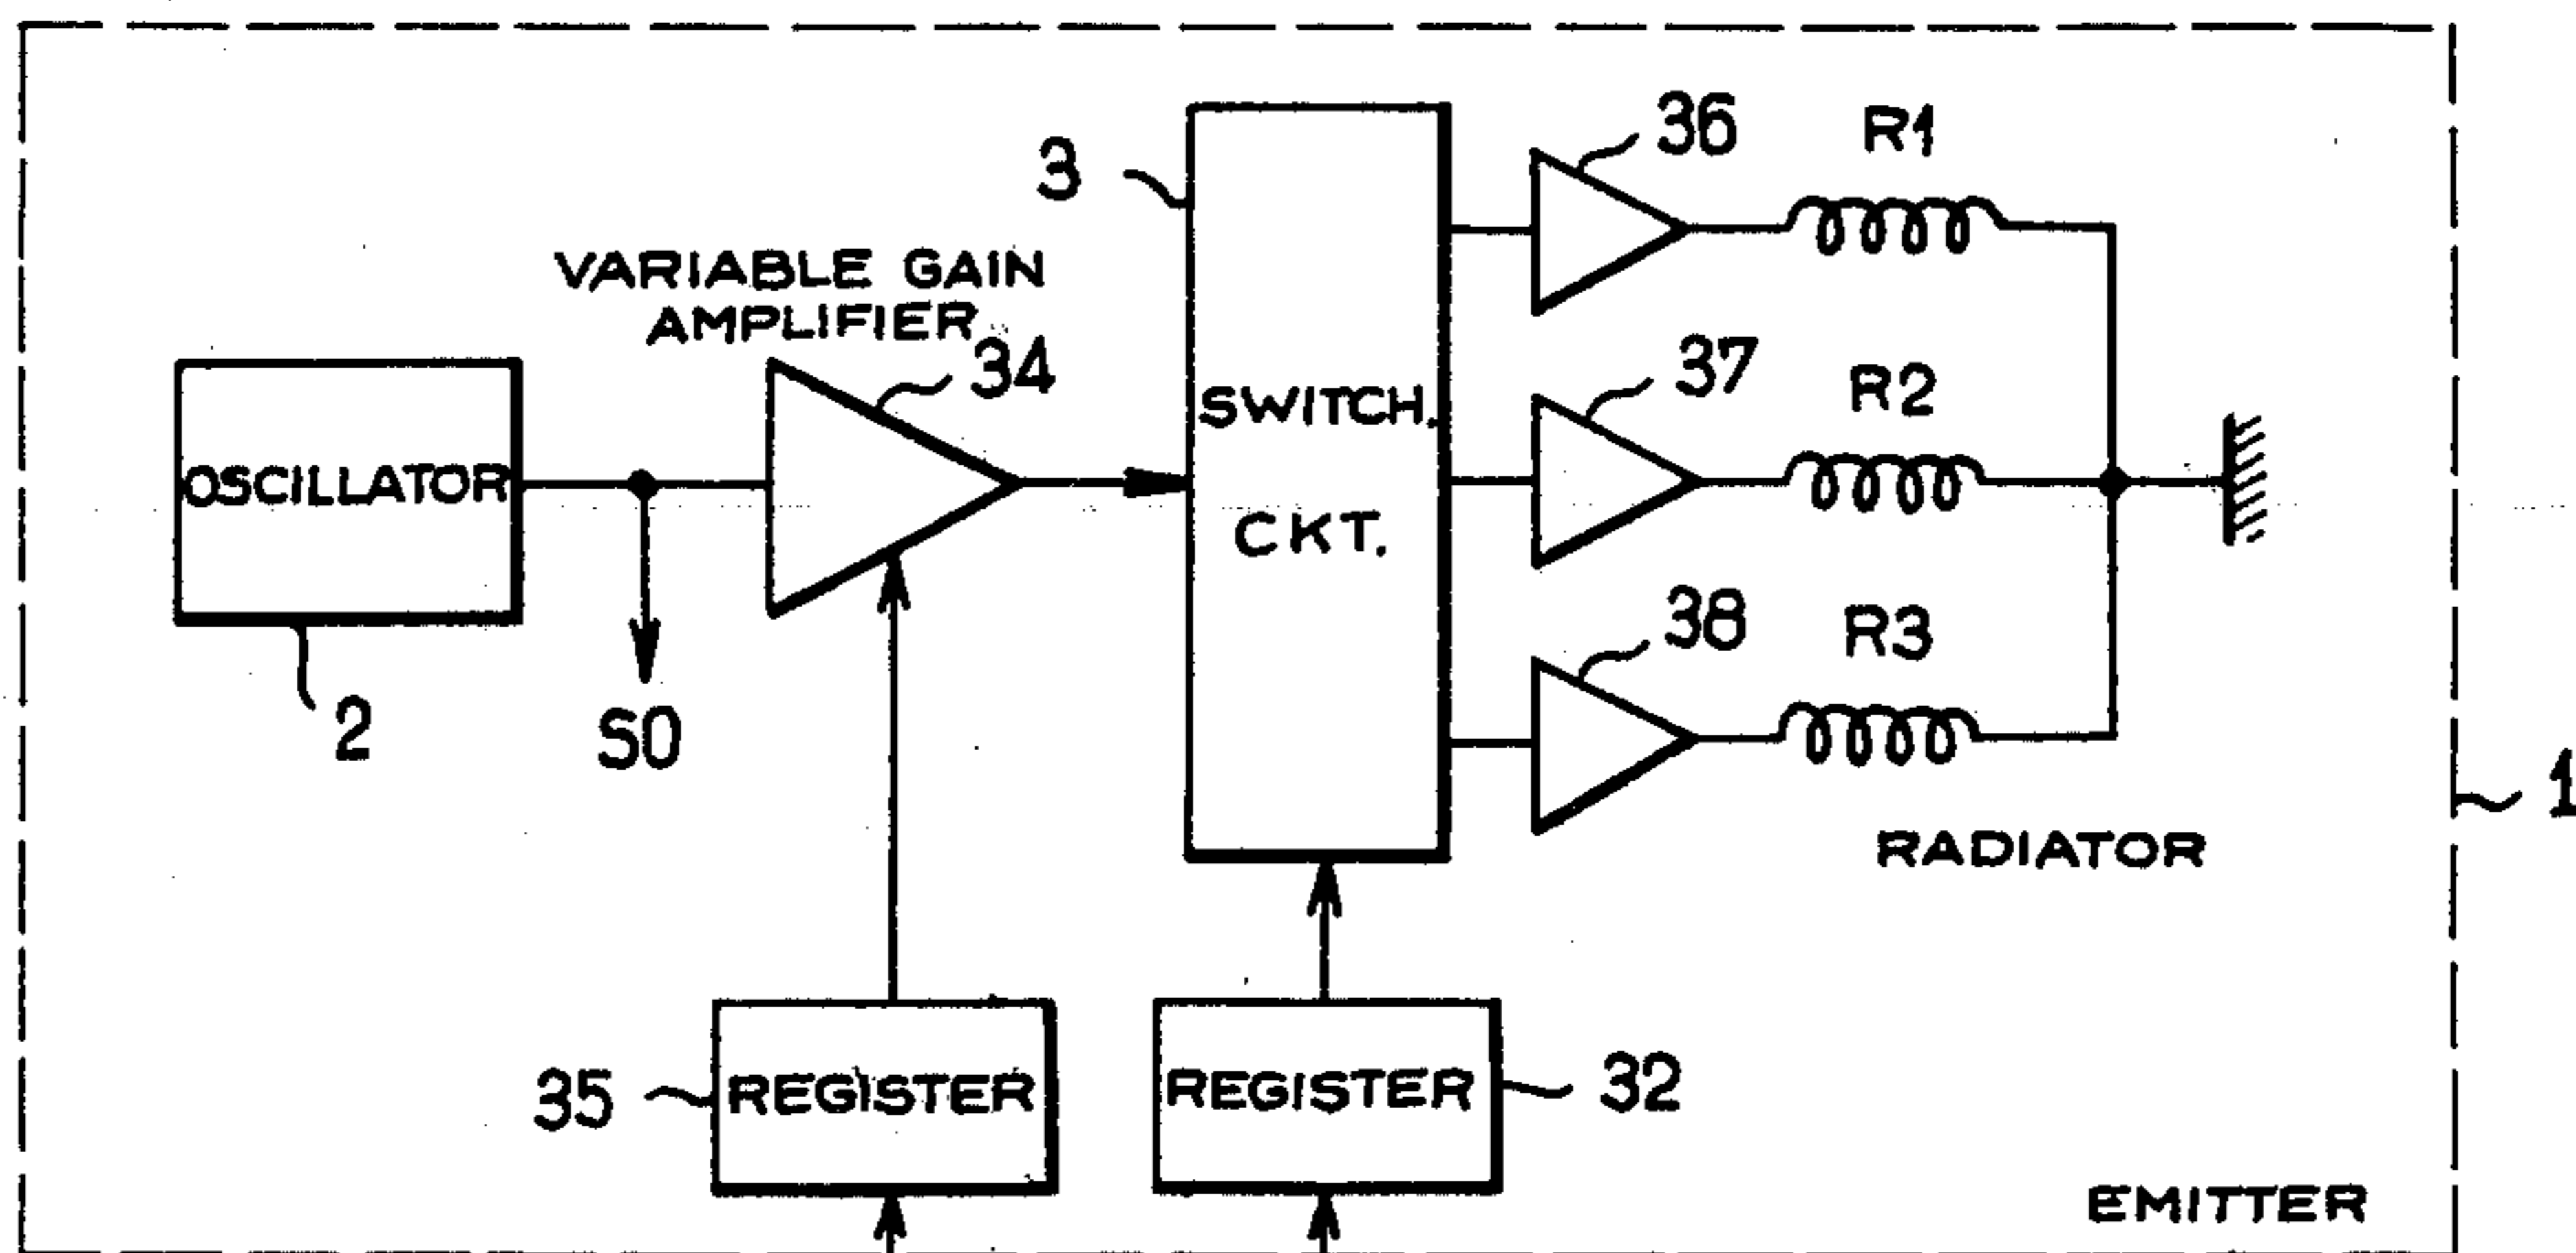 36
R1
3
VARIABLE GAIN
AMPLIFIER
34
37
R2
SWITCH.
CKT.
OSCILLATOR
38
R3
2
SO
1
RADIATOR
35
REGISTER
REGISTER
32
EMITTER